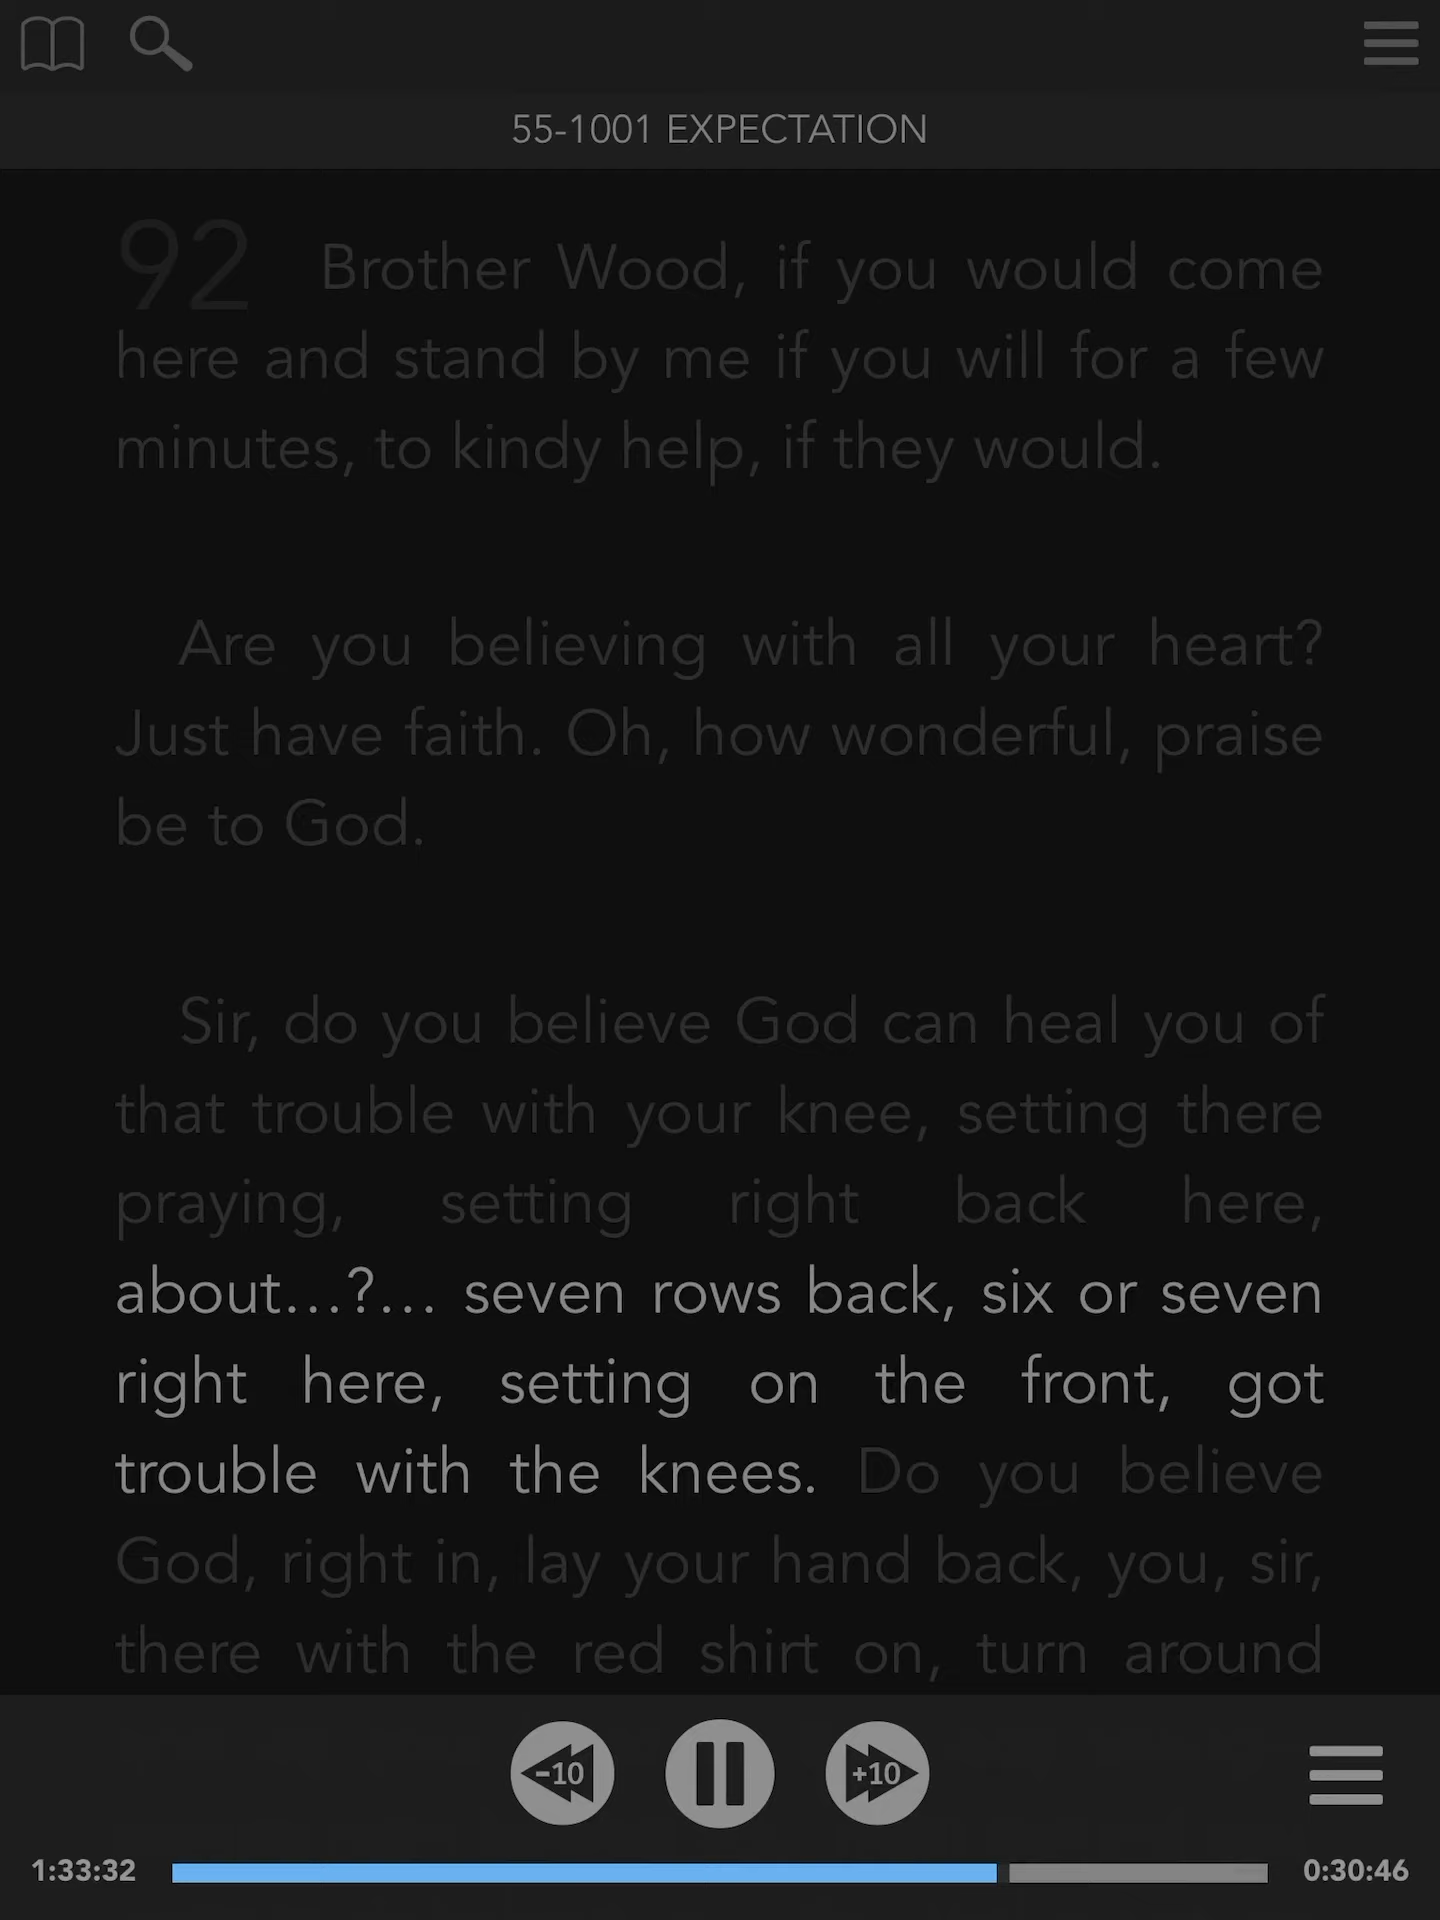 55-1001 EXPECTATION
92 Brother Wood, if you would come
here and stand by me if you will for a few
minutes, to kindy help, if they would.
Are you believing with all your heart?
Just have faith. Oh, how wonderful, praise
be to God.
Sir, do you believe God can heal you of
that trouble with your knee, setting there
praying, setting right back here,
about…?… seven rows back, six or seven
right here, setting on the front, got
trouble with the knees. Do you believe
God, right in, lay your hand back, you, sir,
there with the red shirt on, turn around
-10 +10
1:33:32 0:30:46